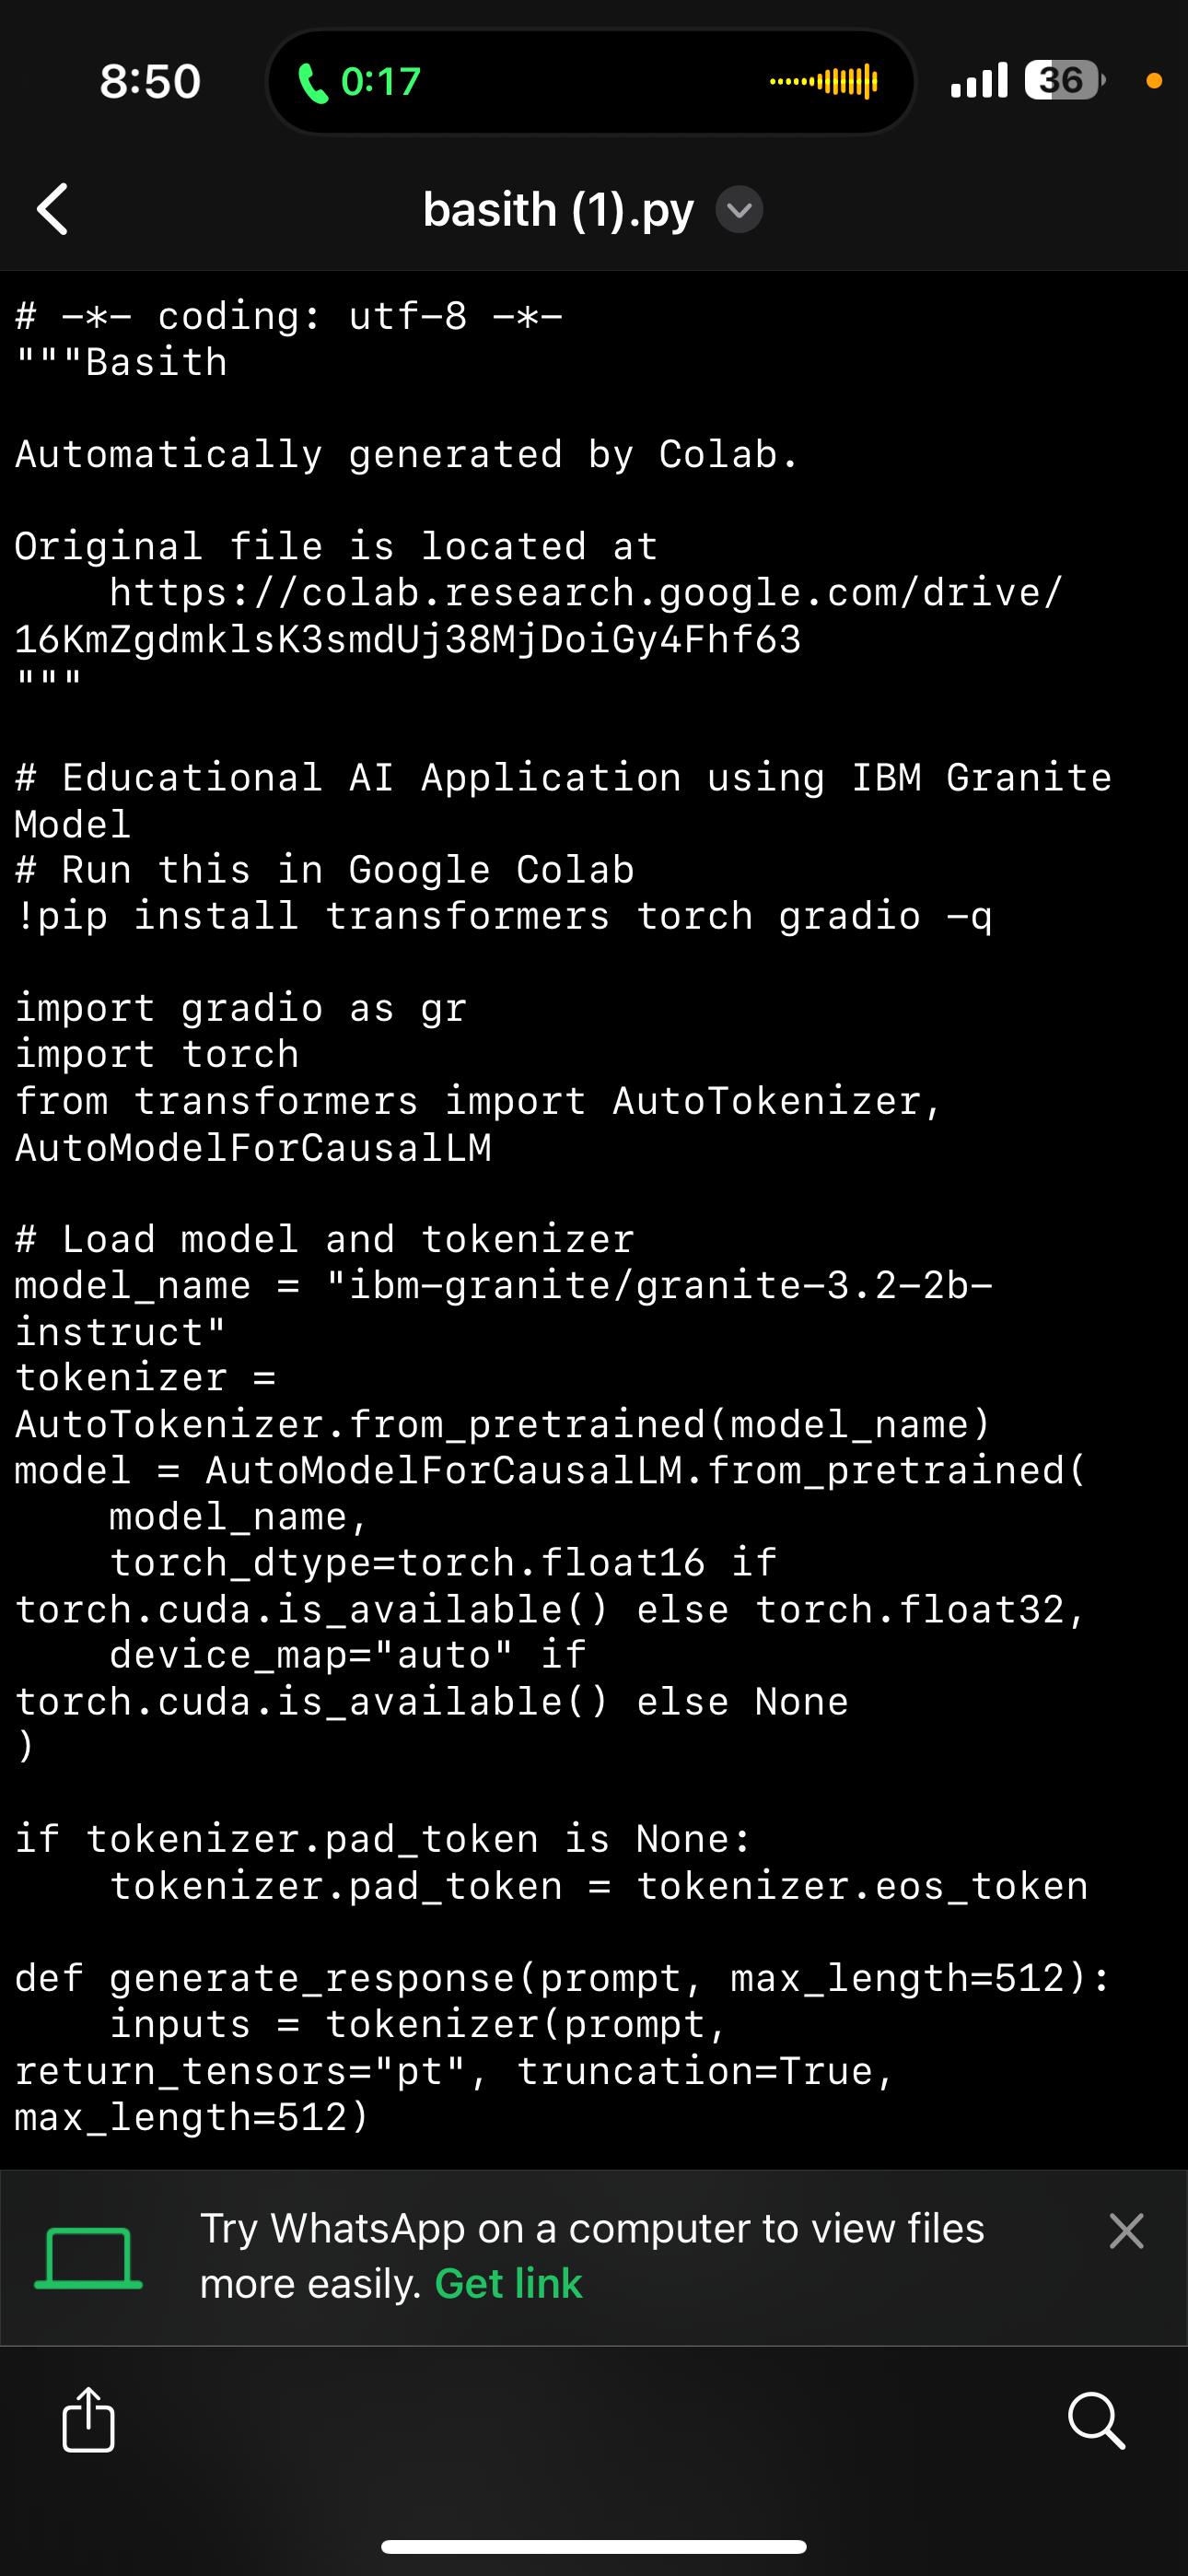 8:50
0:17
36
basith (1).py
# -*- coding: utf-8 -*-
"""Basith
Automatically generated by Colab.
Original file is located at
    https://colab.research.google.com/drive/
16KmZgdmklsK3smdUj38MjDoiGy4Fhf63
"""
# Educational AI Application using IBM Granite
Model
# Run this in Google Colab
!pip install transformers torch gradio -q
import gradio as gr
import torch
from transformers import AutoTokenizer,
AutoModelForCausalLM
# Load model and tokenizer
model_name = "ibm-granite/granite-3.2-2b-
instruct"
tokenizer =
AutoTokenizer.from_pretrained(model_name)
model = AutoModelForCausalLM.from_pretrained(
    model_name,
    torch_dtype=torch.float16 if
torch.cuda.is_available() else torch.float32,
    device_map="auto" if
torch.cuda.is_available() else None
)
if tokenizer.pad_token is None:
    tokenizer.pad_token = tokenizer.eos_token
def generate_response(prompt, max_length=512):
    inputs = tokenizer(prompt,
return_tensors="pt", truncation=True,
max_length=512)
Try WhatsApp on a computer to view files
more easily. Get link